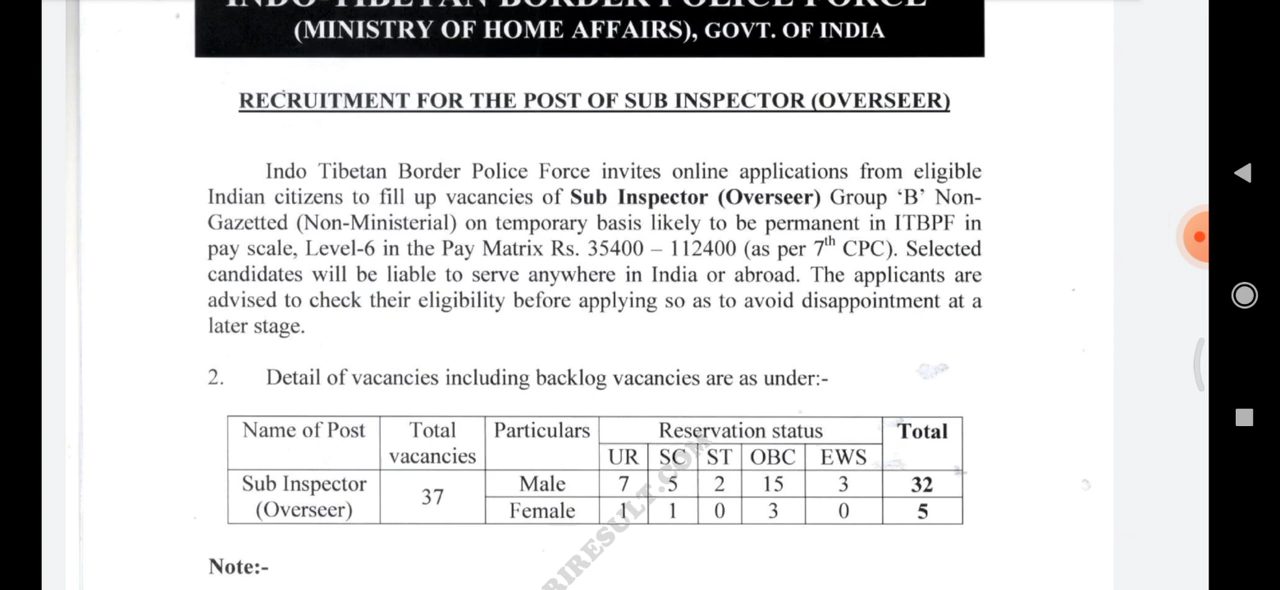 INDO-TIBETAN BORDER POLICE FORCE
(MINISTRY OF HOME AFFAIRS), GOVT. OF INDIA
RECRUITMENT FOR THE POST OF SUB INSPECTOR (OVERSEER)
Indo Tibetan Border Police Force invites online applications from eligible
Indian citizens to fill up vacancies of Sub Inspector (Overseer) Group ‘B’ Non-
Gazetted (Non-Ministerial) on temporary basis likely to be permanent in ITBPF in
pay scale, Level-6 in the Pay Matrix Rs. 35400 – 112400 (as per 7th CPC). Selected
candidates will be liable to serve anywhere in India or abroad. The applicants are
advised to check their eligibility before applying so as to avoid disappointment at a
later stage.
2. Detail of vacancies including backlog vacancies are as under:-
Name of Post Total vacancies Particulars Reservation status Total
UR SC ST OBC EWS
Sub Inspector (Overseer) 37 Male 7 5 2 15 3 32
Female 1 1 0 3 0 5
RIRESULT.COM
Note:-